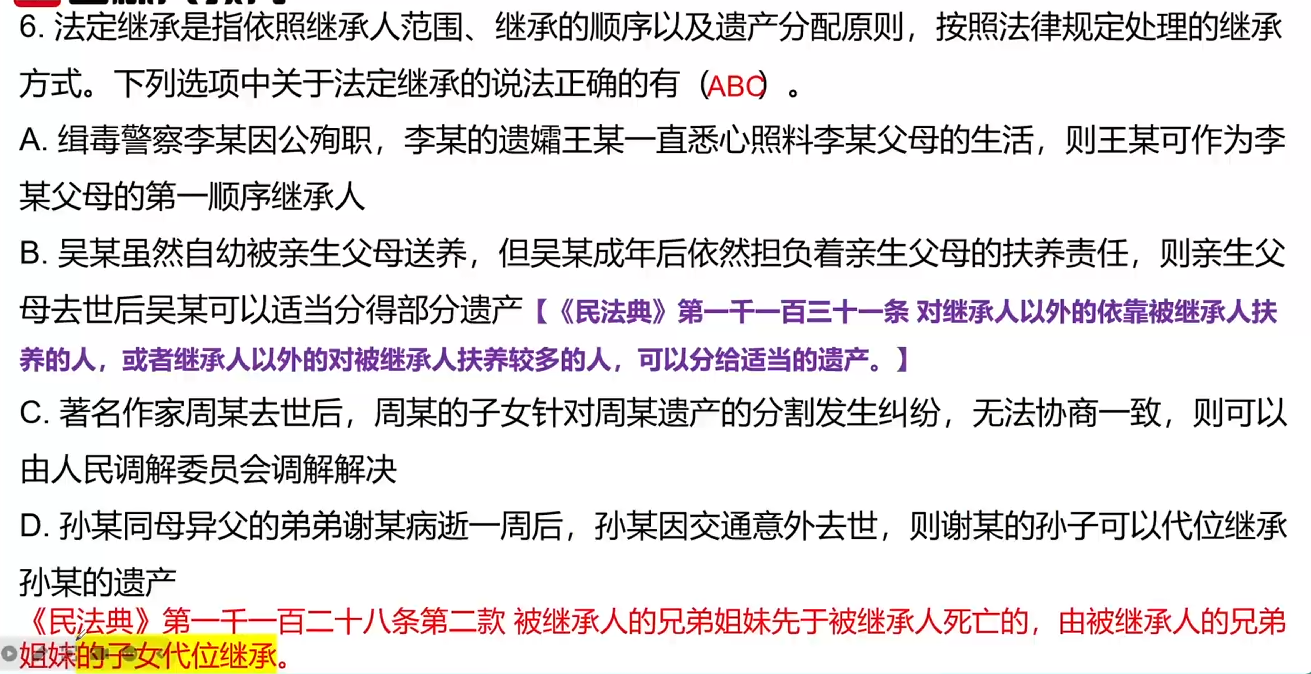 6. 法定继承是指依照继承人范围、继承的顺序以及遗产分配原则，按照法律规定处理的继承
方式。下列选项中关于法定继承的说法正确的有（ABC）。
A. 缉毒警察李某因公殉职，李某的遗孀王某一直悉心照料李某父母的生活，则王某可作为李
某父母的第一顺序继承人
B. 吴某虽然自幼被亲生父母送养，但吴某成年后依然担负着亲生父母的扶养责任，则亲生父
母去世后吴某可以适当分得部分遗产【《民法典》第一千一百三十一条 对继承人以外的依靠被继承人扶
养的人，或者继承人以外的对被继承人扶养较多的人，可以分给适当的遗产。】
C. 著名作家周某去世后，周某的子女针对周某遗产的分割发生纠纷，无法协商一致，则可以
由人民调解委员会调解解决
D. 孙某同母异父的弟弟谢某病逝一周后，孙某因交通意外去世，则谢某的孙子可以代位继承
孙某的遗产
《民法典》第一千一百二十八条第二款 被继承人的兄弟姐妹先于被继承人死亡的，由被继承人的兄弟
姐妹的子女代位继承。